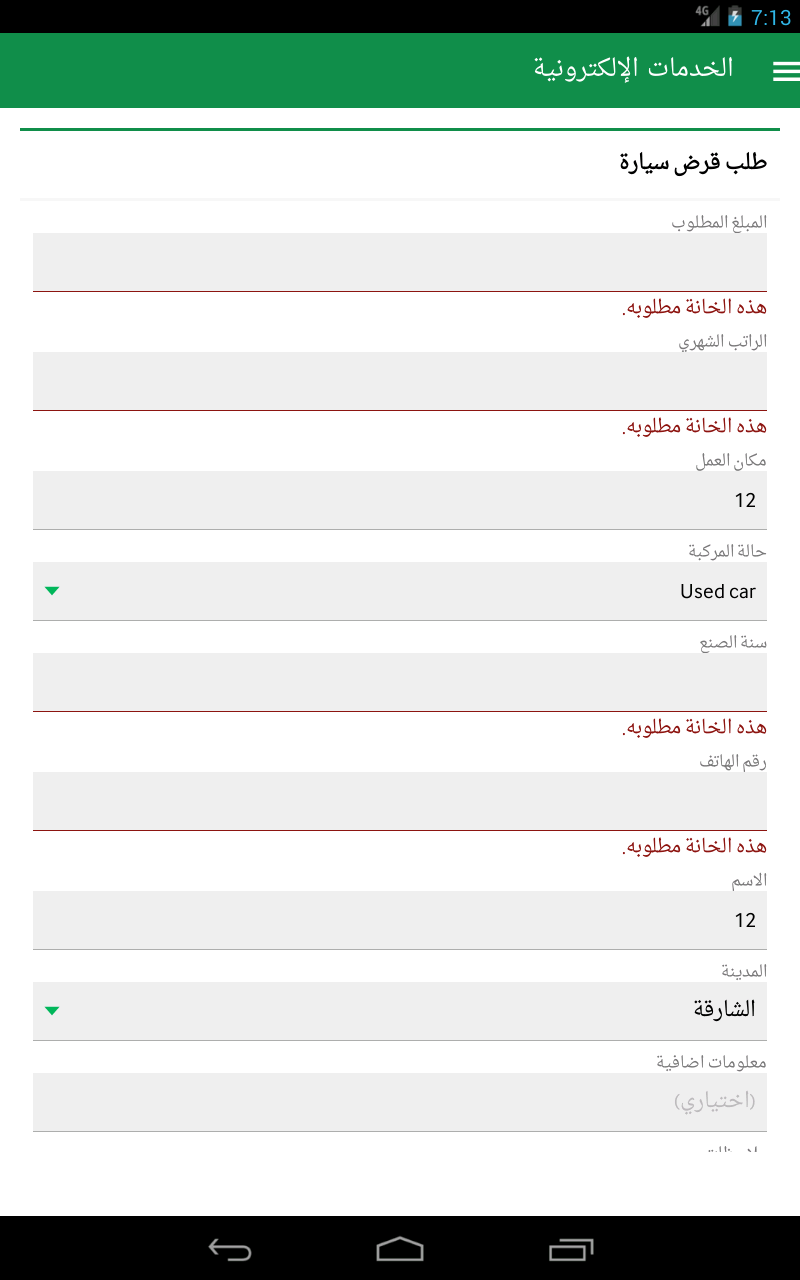 4G 7:13
الخدمات الإلكترونية
طلب قرض سيارة
المبلغ المطلوب
هذه الخانة مطلوبه.
الراتب الشهري
هذه الخانة مطلوبه.
مكان العمل
12
حالة المركبة
Used car
سنة الصنع
هذه الخانة مطلوبه.
رقم الهاتف
هذه الخانة مطلوبه.
الاسم
12
المدينة
الشارقة
معلومات اضافية
(اختياري)